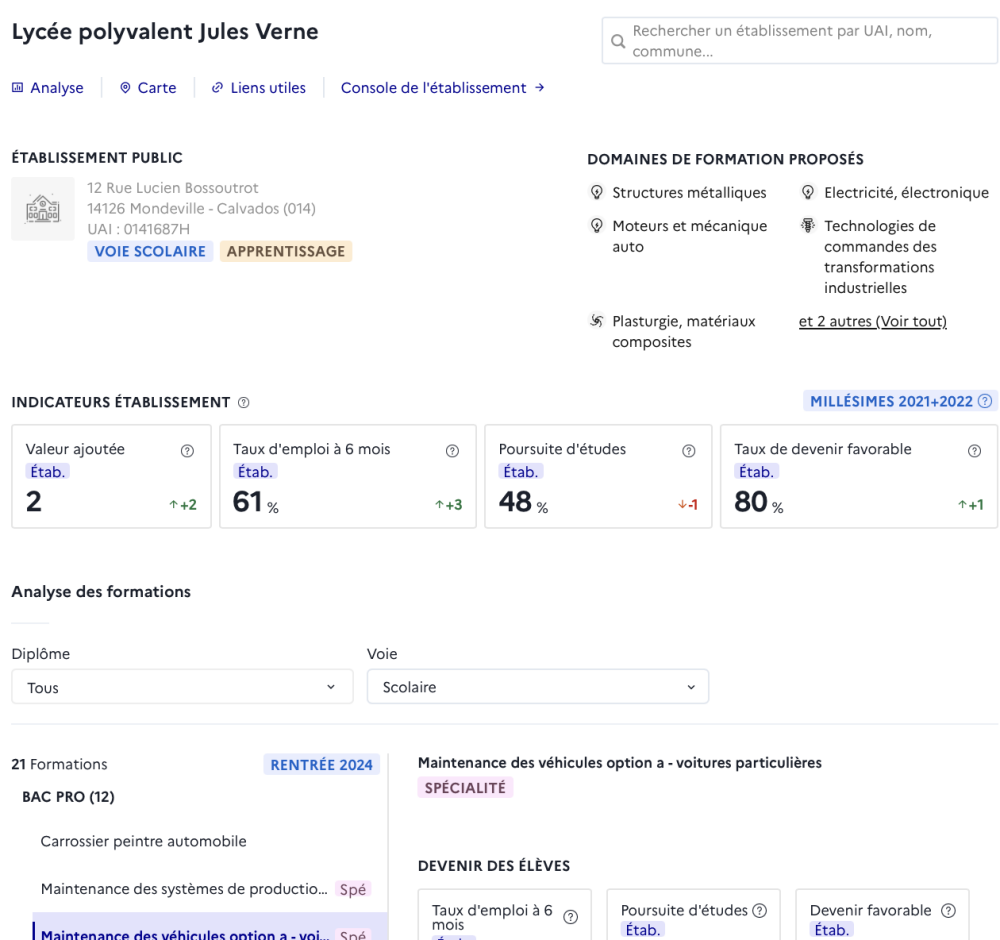 Lycée polyvalent Jules Verne
Rechercher un établissement par UAI, nom,
commune...
Analyse
Carte
Liens utiles
Console de l'établissement →
ÉTABLISSEMENT PUBLIC
12 Rue Lucien Bossoutrot
14126 Mondeville - Calvados (014)
UAI : 0141687H
VOIE SCOLAIRE APPRENTISSAGE
DOMAINES DE FORMATION PROPOSÉS
Structures métalliques
Electricité, électronique
Moteurs et mécanique
auto
Technologies de
commandes des
transformations
industrielles
Plasturgie, matériaux
composites
et 2 autres (Voir tout)
INDICATEURS ÉTABLISSEMENT
MILLÉSIMES 2021+2022
Valeur ajoutée
Étab.
2
↑+2
Taux d'emploi à 6 mois
Étab.
61 %
↑+3
Poursuite d'études
Étab.
48 %
↓-1
Taux de devenir favorable
Étab.
80 %
↑+1
Analyse des formations
Diplôme
Tous
Voie
Scolaire
21 Formations
RENTRÉE 2024
BAC PRO (12)
Carrossier peintre automobile
Maintenance des systèmes de productio... Spé
Maintenance des véhicules option a - voi... Spé
Maintenance des véhicules option a - voitures particulières
SPÉCIALITÉ
DEVENIR DES ÉLÈVES
Taux d'emploi à 6
mois
Étab.
Poursuite d'études
Étab.
Devenir favorable
Étab.